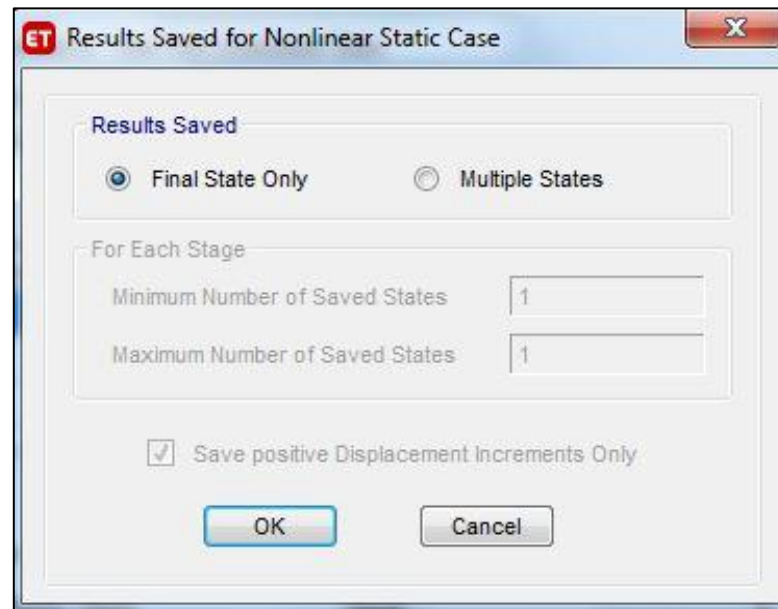 ET Results Saved for Nonlinear Static Case X
Results Saved
Final State Only Multiple States
For Each Stage
Minimum Number of Saved States 1
Maximum Number of Saved States 1
Save positive Displacement Increments Only
OK Cancel